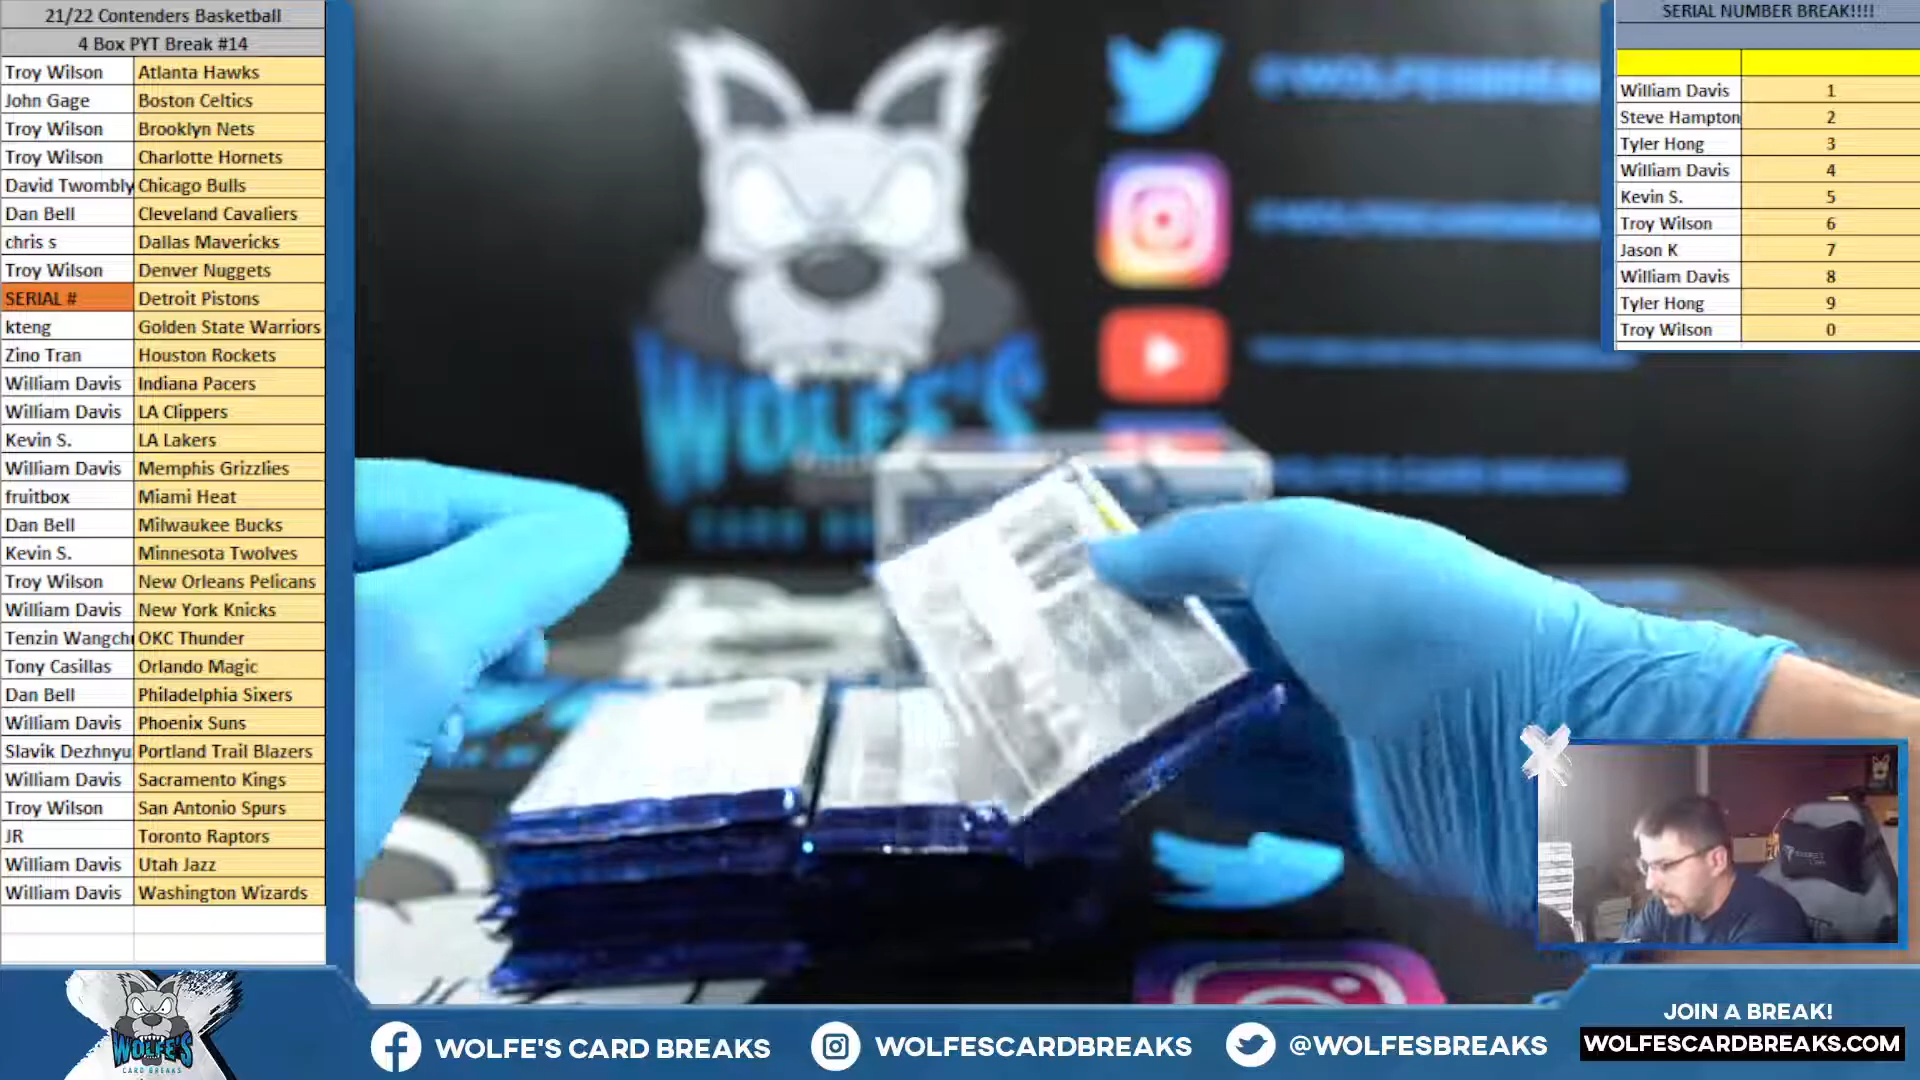 21/22 Contenders Basketball
4 Box PYT Break #14
Troy Wilson Atlanta Hawks
John Gage Boston Celtics
Troy Wilson Brooklyn Nets
Troy Wilson Charlotte Hornets
David Twombly Chicago Bulls
Dan Bell Cleveland Cavaliers
chris s Dallas Mavericks
Troy Wilson Denver Nuggets
SERIAL # Detroit Pistons
kteng Golden State Warriors
Zino Tran Houston Rockets
William Davis Indiana Pacers
William Davis LA Clippers
Kevin S. LA Lakers
William Davis Memphis Grizzlies
fruitbox Miami Heat
Dan Bell Milwaukee Bucks
Kevin S. Minnesota Twolves
Troy Wilson New Orleans Pelicans
William Davis New York Knicks
Tenzin Wangch OKC Thunder
Tony Casillas Orlando Magic
Dan Bell Philadelphia Sixers
William Davis Phoenix Suns
Slavik Dezhnyu Portland Trail Blazers
William Davis Sacramento Kings
Troy Wilson San Antonio Spurs
JR Toronto Raptors
William Davis Utah Jazz
William Davis Washington Wizards
SERIAL NUMBER BREAK!!!!
William Davis 1
Steve Hampton 2
Tyler Hong 3
William Davis 4
Kevin S. 5
Troy Wilson 6
Jason K 7
William Davis 8
Tyler Hong 9
Troy Wilson 0
WOLFE'S
WOLFE'S
CARD BREAKS
WOLFE'S CARD BREAKS
WOLFESCARDBREAKS
@WOLFESBREAKS
JOIN A BREAK!
WOLFESCARDBREAKS.COM